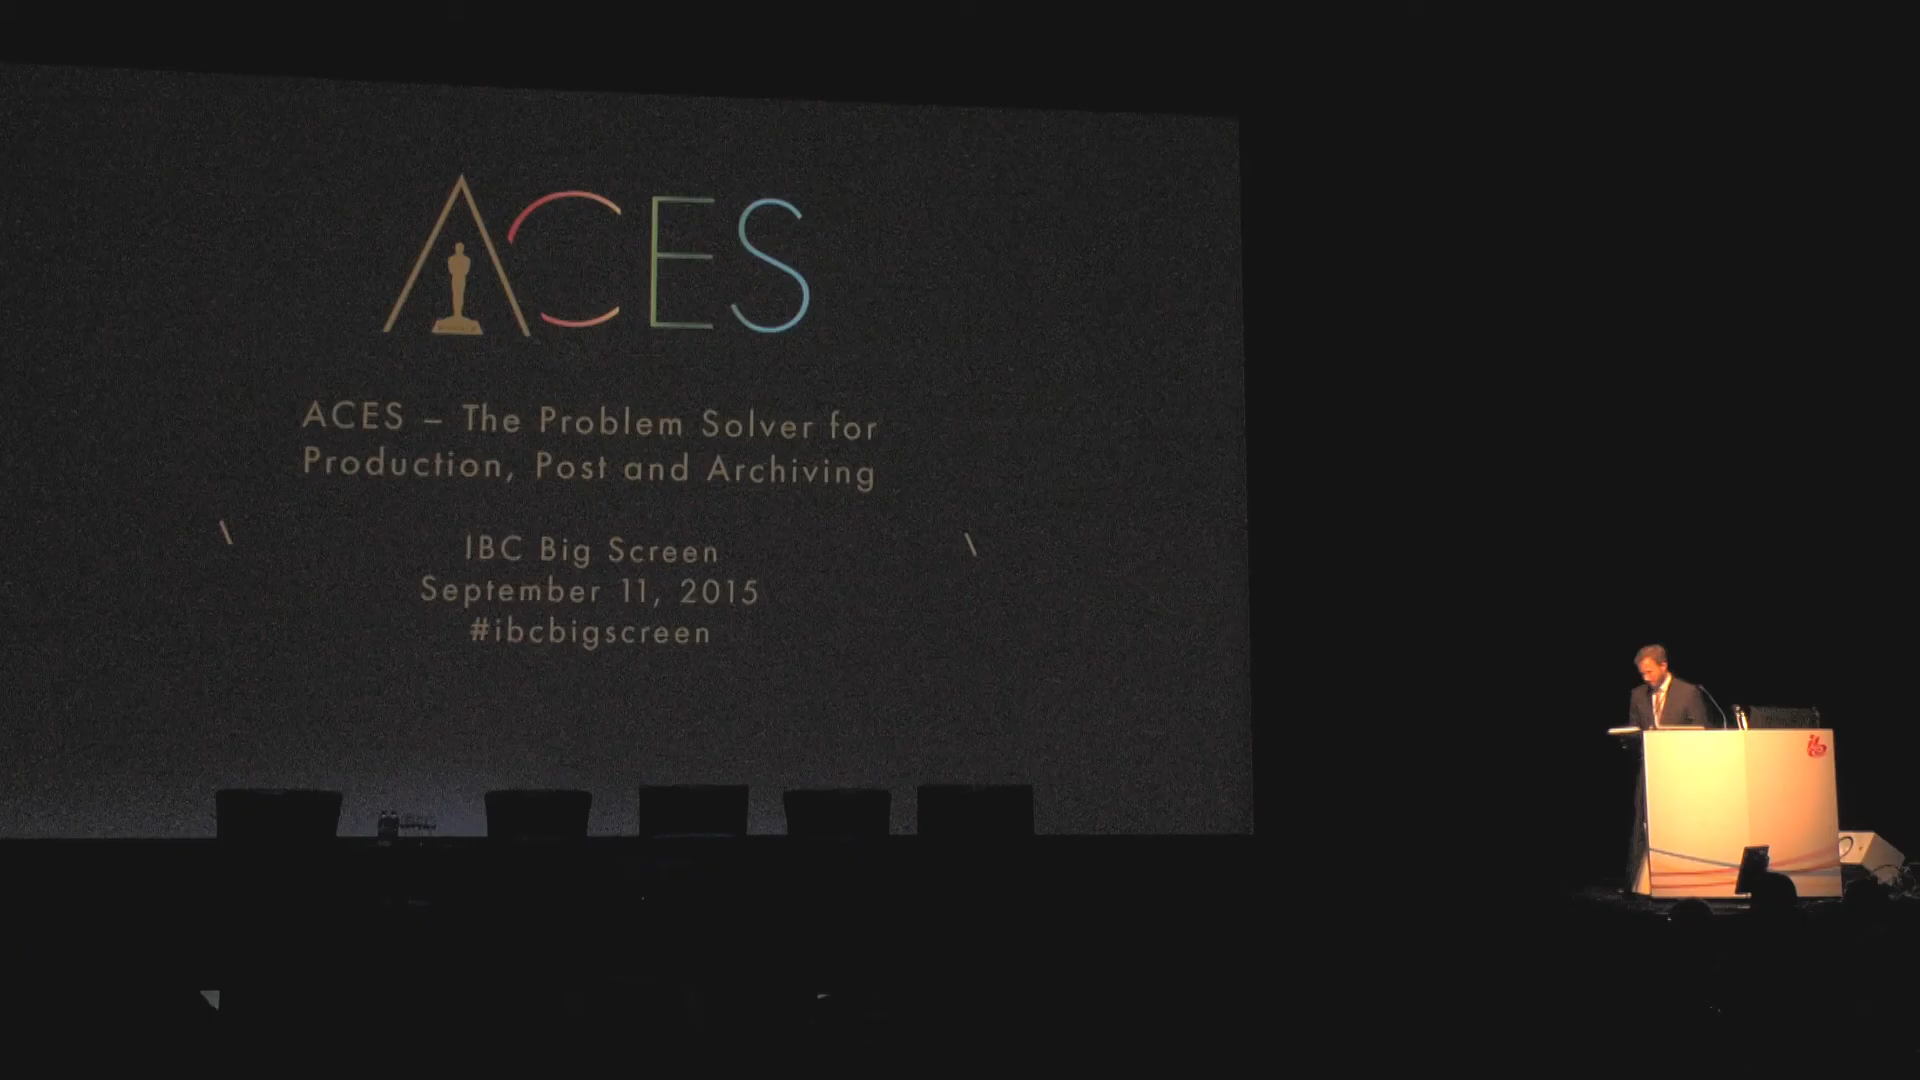 ACES
ACES – The Problem Solver for
Production, Post and Archiving
IBC Big Screen
September 11, 2015
#ibcbigscreen